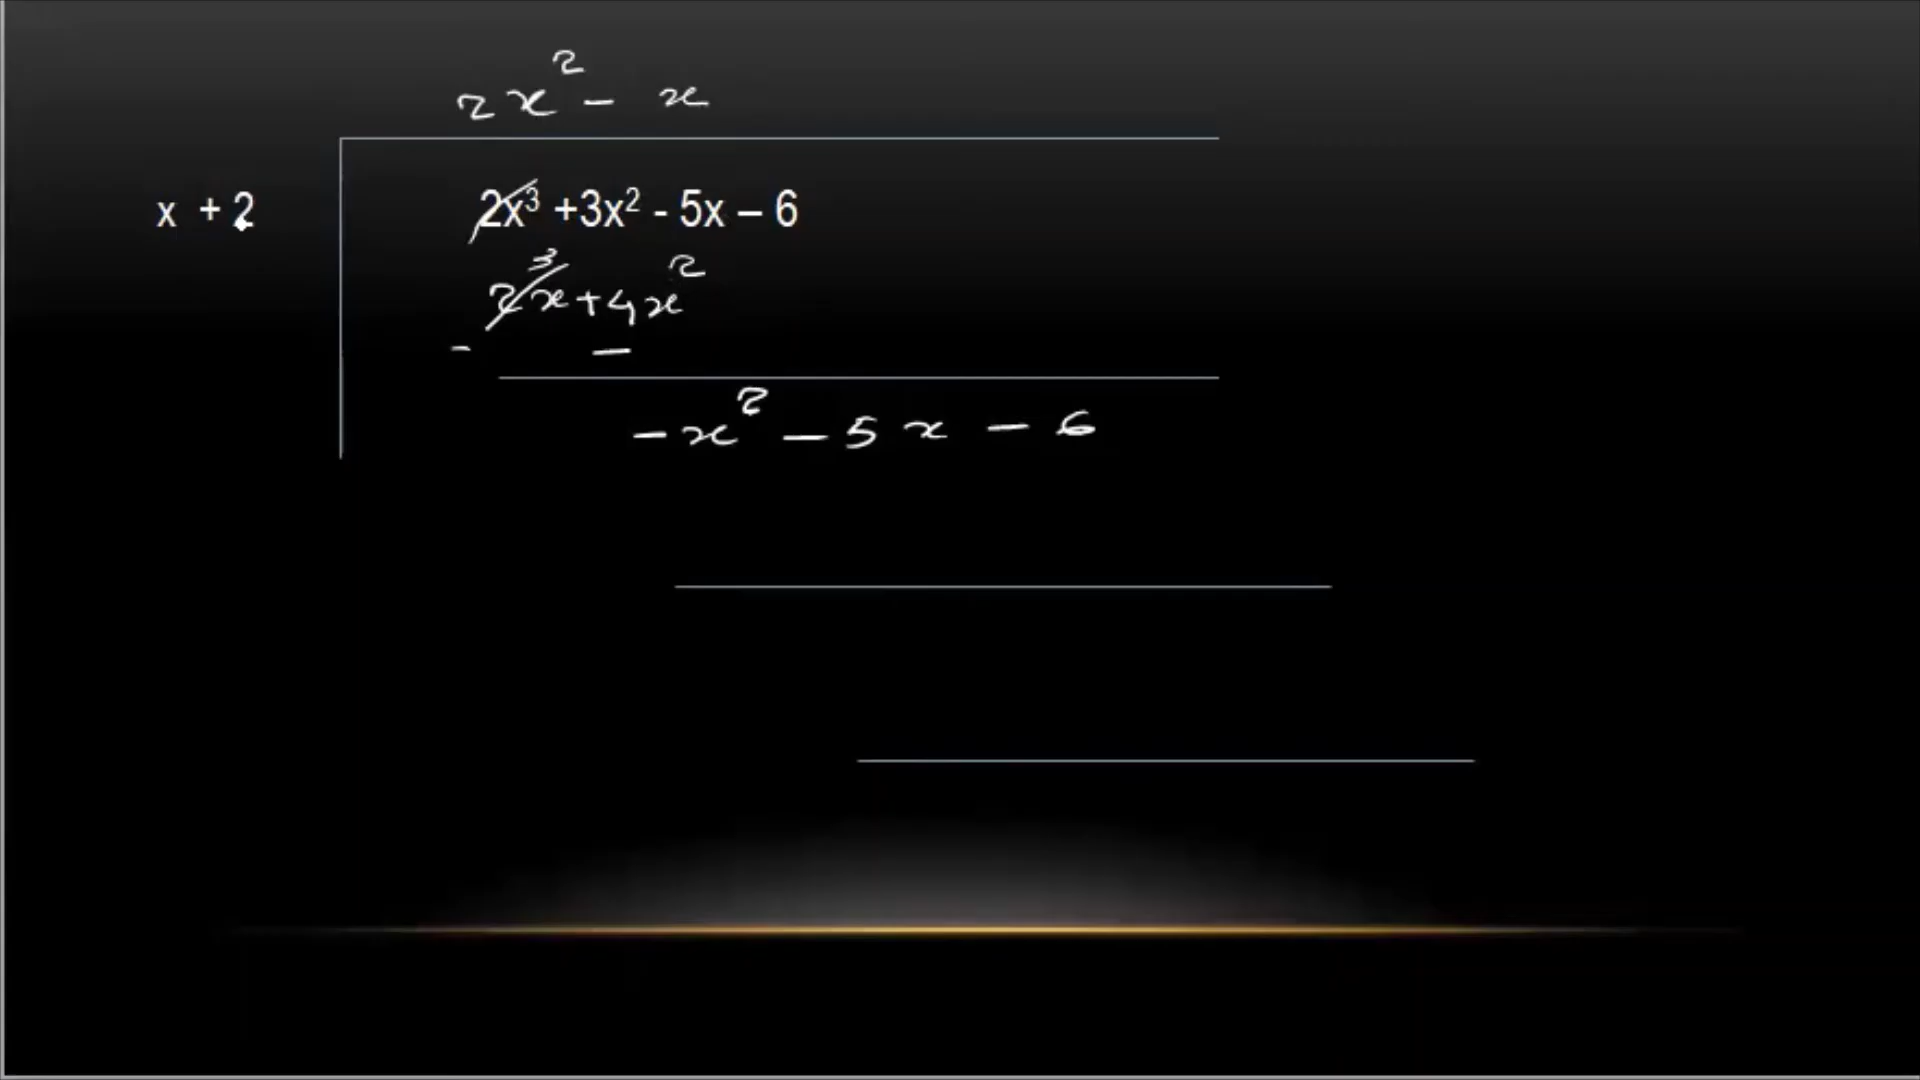 2x² - x
x + 2 2x³ +3x² - 5x – 6
2x³ + 4x²
- -
-x² - 5x - 6